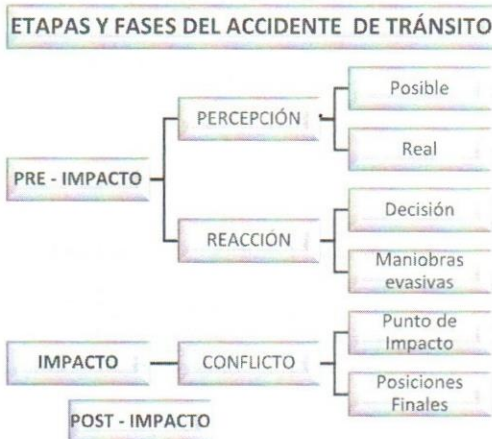 ETAPAS Y FASES DEL ACCIDENTE DE TRÁNSITO
PRE - IMPACTO
PERCEPCIÓN
Posible
Real
REACCIÓN
Decisión
Maniobras
evasivas
IMPACTO
CONFLICTO
Punto de
Impacto
Posiciones
Finales
POST - IMPACTO